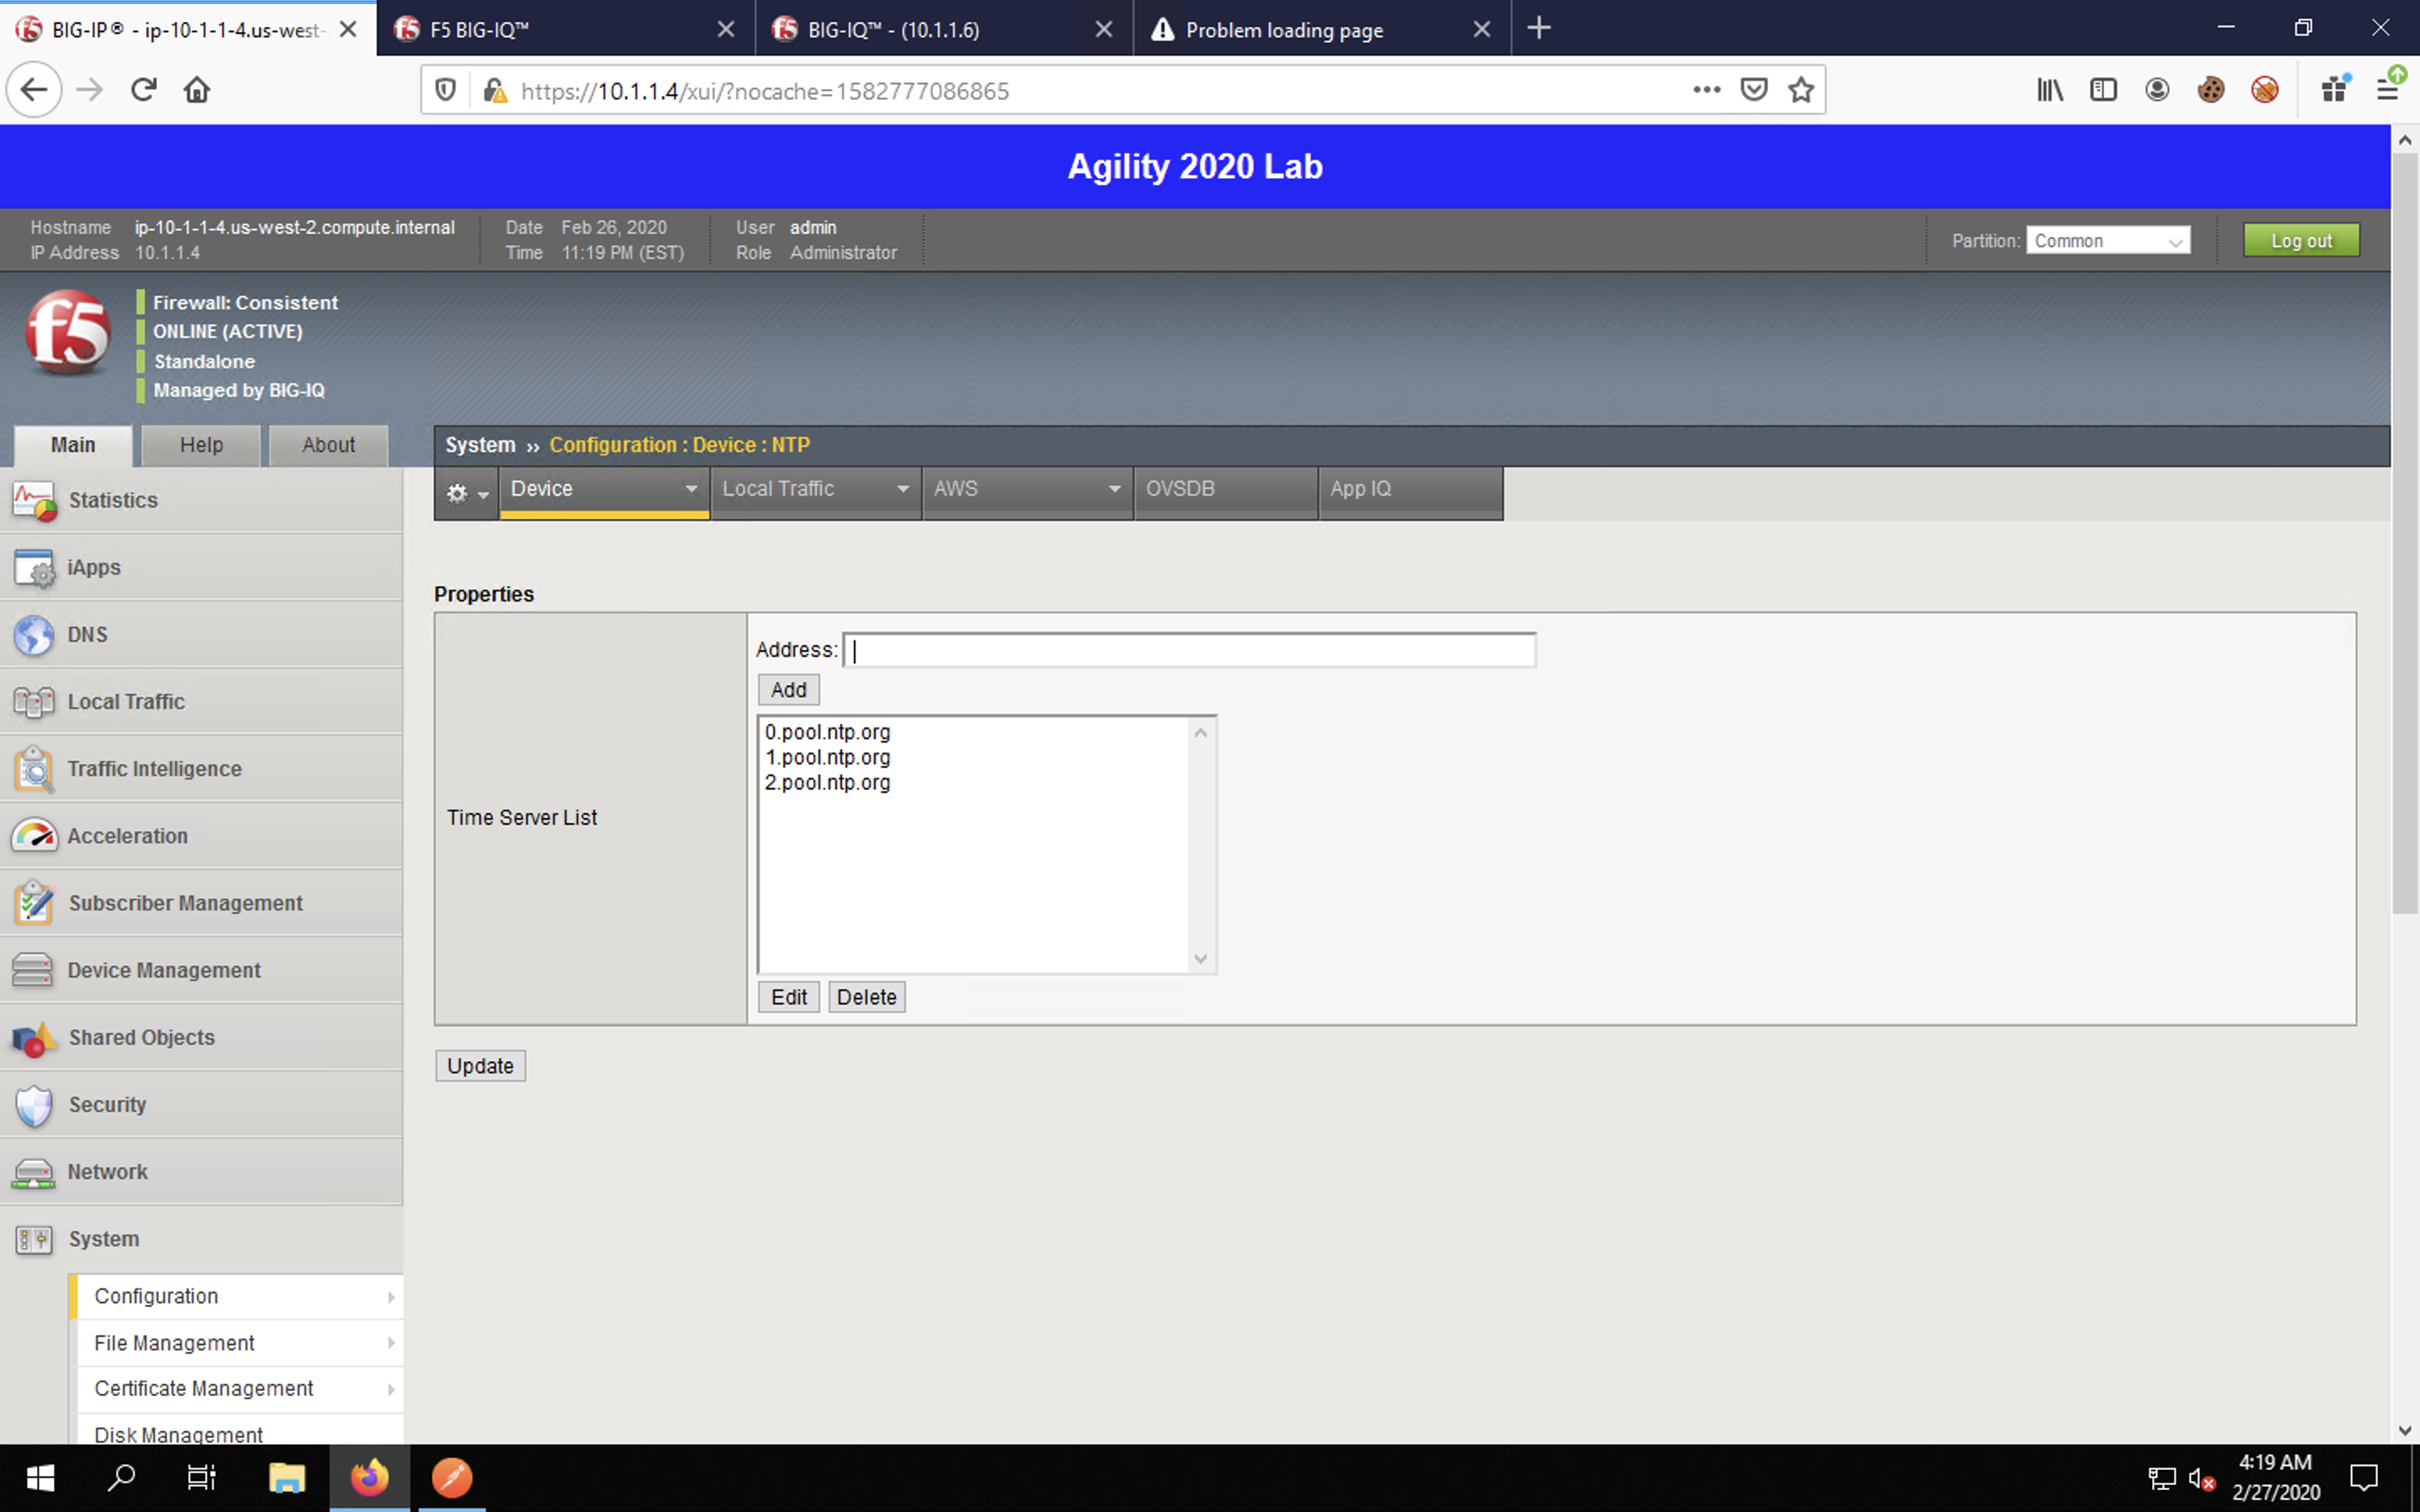 BIG-IP® - ip-10-1-1-4.us-west-
F5 BIG-IQ™
BIG-IQ™ - (10.1.1.6)
Problem loading page
https://10.1.1.4/xui/?nocache=1582777086865
Agility 2020 Lab
Hostname ip-10-1-1-4.us-west-2.compute.internal
IP Address 10.1.1.4
Date Feb 26, 2020
Time 11:19 PM (EST)
User admin
Role Administrator
Partition: Common
Log out
f5
Firewall: Consistent
ONLINE (ACTIVE)
Standalone
Managed by BIG-IQ
Main
Help
About
System ›› Configuration : Device : NTP
Device
Local Traffic
AWS
OVSDB
App IQ
Statistics
iApps
DNS
Local Traffic
Traffic Intelligence
Acceleration
Subscriber Management
Device Management
Shared Objects
Security
Network
System
Configuration
File Management
Certificate Management
Disk Management
Properties
Time Server List
Address:
Add
0.pool.ntp.org
1.pool.ntp.org
2.pool.ntp.org
Edit
Delete
Update
4:19 AM
2/27/2020